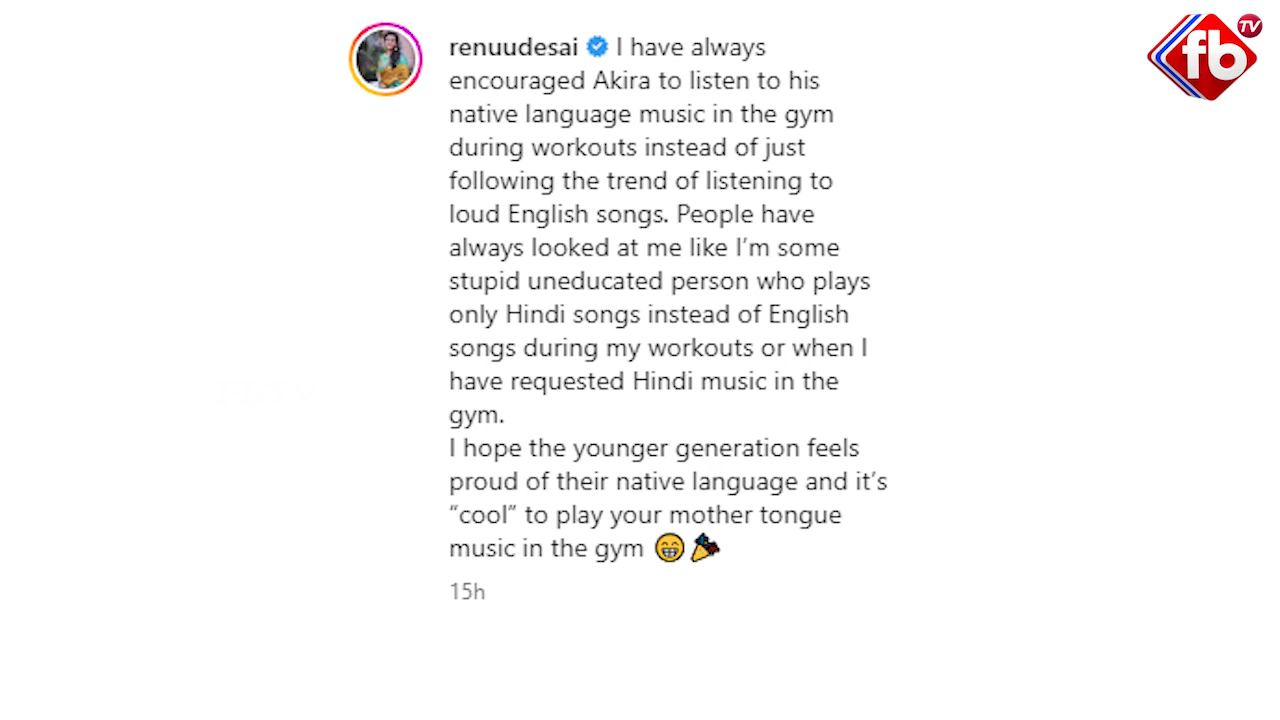 fb TV
renuudesai I have always
encouraged Akira to listen to his
native language music in the gym
during workouts instead of just
following the trend of listening to
loud English songs. People have
always looked at me like I’m some
stupid uneducated person who plays
only Hindi songs instead of English
songs during my workouts or when I
have requested Hindi music in the
gym.
I hope the younger generation feels
proud of their native language and it’s
“cool” to play your mother tongue
music in the gym 😁🎉
15h